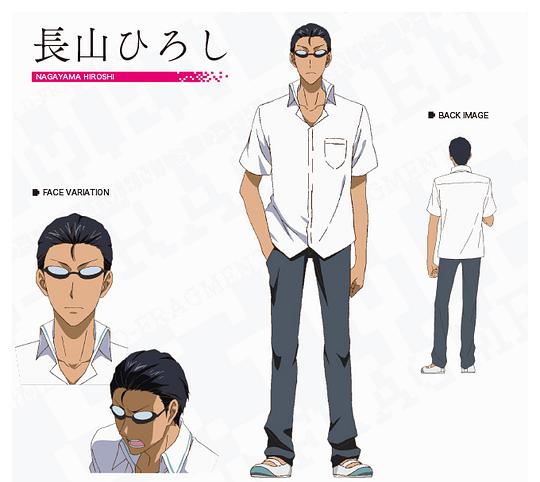 長山ひろし
NAGAYAMA HIROSHI
BACK IMAGE
FACE VARIATION